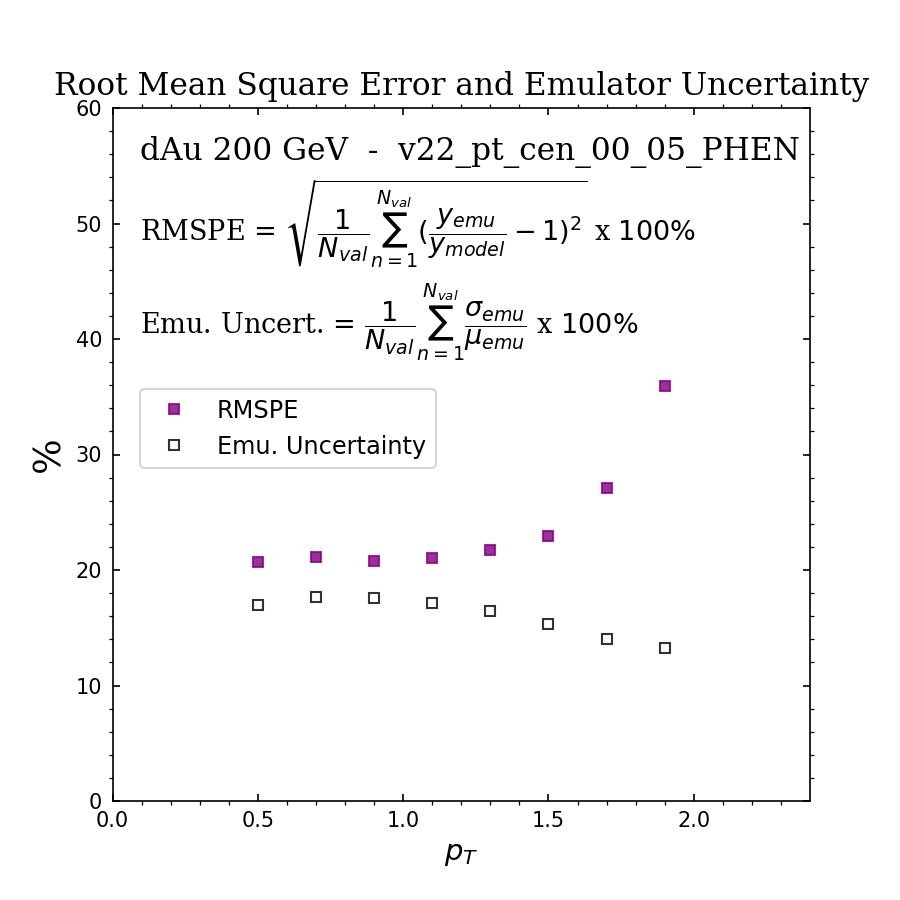 Root Mean Square Error and Emulator Uncertainty
dAu 200 GeV - v22_pt_cen_00_05_PHEN
RMSPE = √(1/N_val ∑_{n=1}^{N_val} (y_emu/y_model − 1)²) x 100%
Emu. Uncert. = 1/N_val ∑_{n=1}^{N_val} σ_emu/μ_emu x 100%
RMSPE
Emu. Uncertainty
%
60
50
40
30
20
10
0
0.0 0.5 1.0 1.5 2.0
p_T